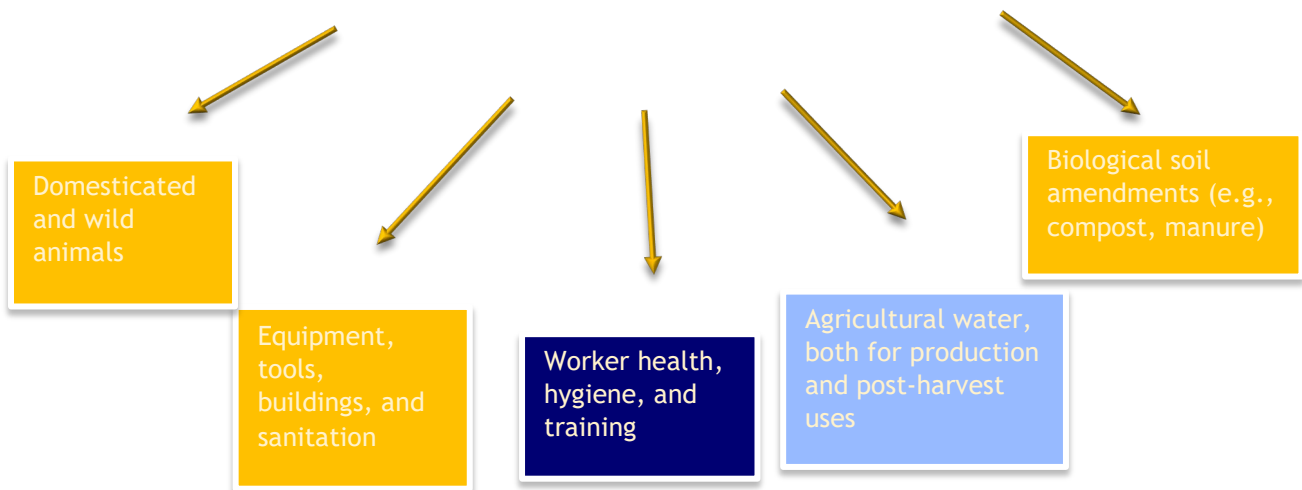 Domesticated
and wild
animals
Equipment,
tools,
buildings, and
sanitation
Worker health,
hygiene, and
training
Agricultural water,
both for production
and post-harvest
uses
Biological soil
amendments (e.g.,
compost, manure)